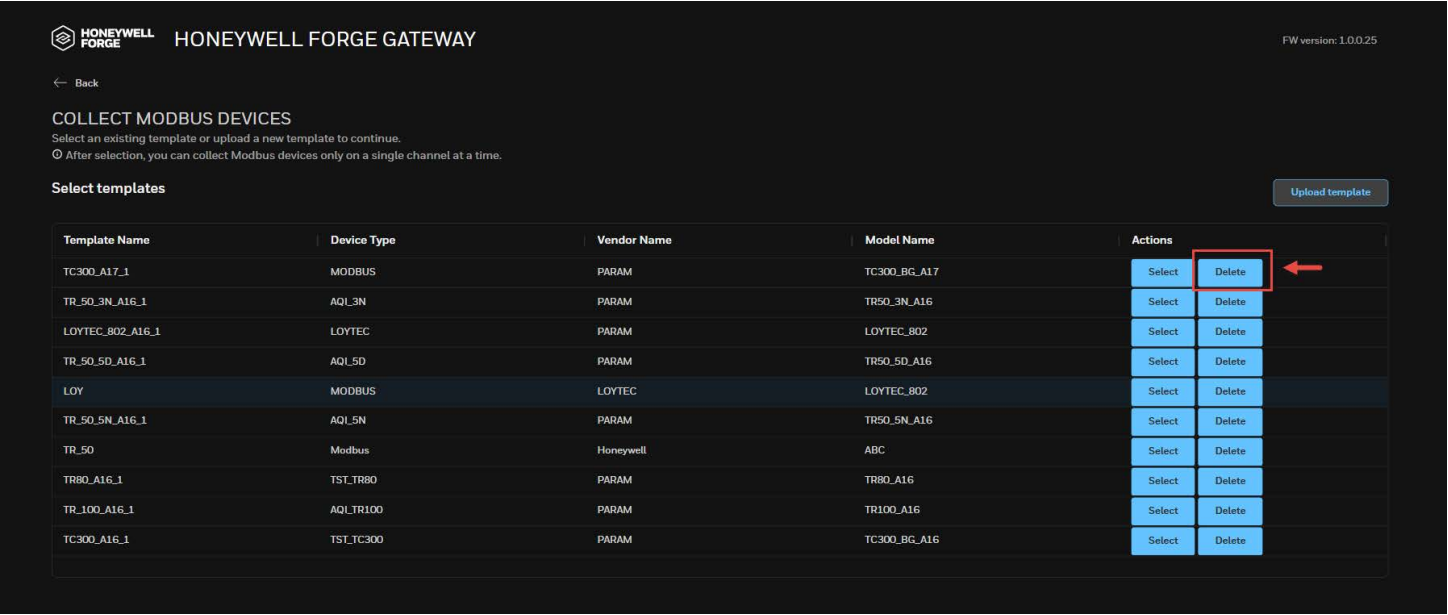 HONEYWELL FORGE
HONEYWELL FORGE GATEWAY
FW version: 1.0.0.25
Back
COLLECT MODBUS DEVICES
Select an existing template or upload a new template to continue.
After selection, you can collect Modbus devices only on a single channel at a time.
Select templates
Upload template
Template Name Device Type Vendor Name Model Name Actions
TC300_A17_1 MODBUS PARAM TC300_BG_A17 Select Delete
TR_50_3N_A16_1 AQI_3N PARAM TR50_3N_A16 Select Delete
LOYTEC_802_A16_1 LOYTEC PARAM LOYTEC_802 Select Delete
TR_50_5D_A16_1 AQI_5D PARAM TR50_5D_A16 Select Delete
LOY MODBUS LOYTEC LOYTEC_802 Select Delete
TR_50_5N_A16_1 AQI_5N PARAM TR50_5N_A16 Select Delete
TR_50 Modbus Honeywell ABC Select Delete
TR80_A16_1 TST_TR80 PARAM TR80_A16 Select Delete
TR_100_A16_1 AQI_TR100 PARAM TR100_A16 Select Delete
TC300_A16_1 TST_TC300 PARAM TC300_BG_A16 Select Delete